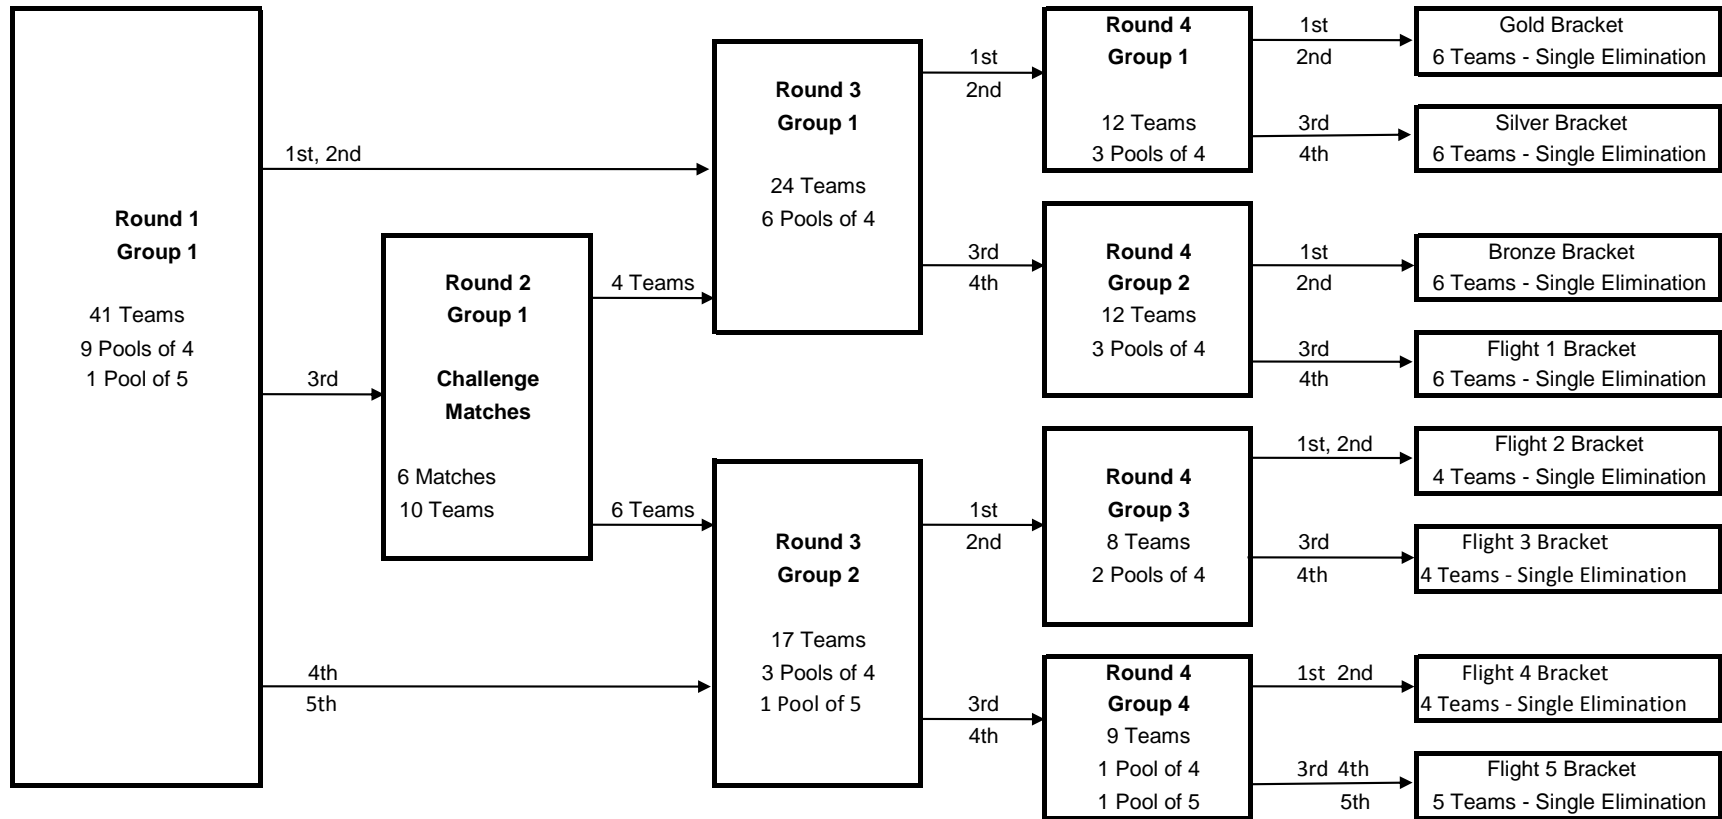 Round 1
Group 1
41 Teams
9 Pools of 4
1 Pool of 5
1st, 2nd
3rd
4th
5th
Round 2
Group 1
Challenge
Matches
6 Matches
10 Teams
4 Teams
6 Teams
Round 3
Group 1
24 Teams
6 Pools of 4
1st
2nd
3rd
4th
Round 3
Group 2
17 Teams
3 Pools of 4
1 Pool of 5
1st
2nd
3rd
4th
Round 4
Group 1
12 Teams
3 Pools of 4
1st
2nd
3rd
4th
Round 4
Group 2
12 Teams
3 Pools of 4
1st
2nd
3rd
4th
Round 4
Group 3
8 Teams
2 Pools of 4
1st, 2nd
3rd
4th
Round 4
Group 4
9 Teams
1 Pool of 4
1 Pool of 5
1st 2nd
3rd 4th
5th
Gold Bracket
6 Teams - Single Elimination
Silver Bracket
6 Teams - Single Elimination
Bronze Bracket
6 Teams - Single Elimination
Flight 1 Bracket
6 Teams - Single Elimination
Flight 2 Bracket
4 Teams - Single Elimination
Flight 3 Bracket
4 Teams - Single Elimination
Flight 4 Bracket
4 Teams - Single Elimination
Flight 5 Bracket
5 Teams - Single Elimination